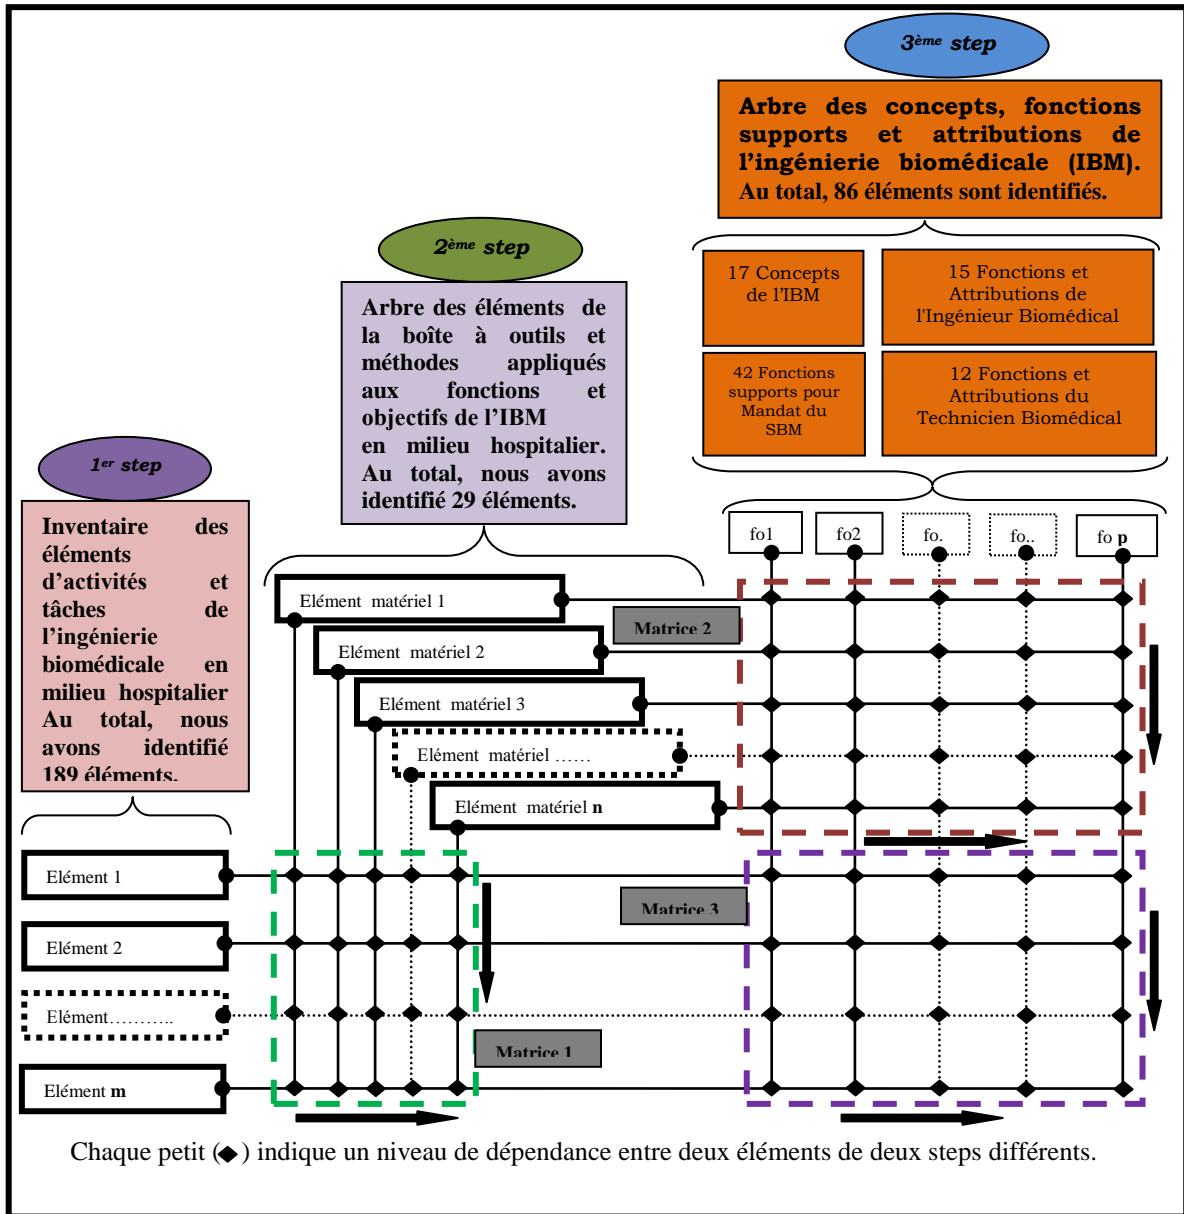 3ème step
Arbre des concepts, fonctions
supports et attributions de
l'ingénierie biomédicale (IBM).
Au total, 86 éléments sont identifiés.
2ème step
17 Concepts
de l'IBM
15 Fonctions et
Attributions de
l'Ingénieur Biomédical
Arbre des éléments de
la boîte à outils et
méthodes appliqués
aux fonctions et
objectifs de l'IBM
en milieu hospitalier.
Au total, nous avons
identifié 29 éléments.
42 Fonctions
supports pour
Mandat du
SBM
12 Fonctions et
Attributions du
Technicien Biomédical
1er step
Inventaire des
éléments
d'activités et
tâches de
l'ingénierie
biomédicale en
milieu hospitalier
Au total, nous
avons identifié
189 éléments.
fo1 fo2 fo. fo.. fo p
Elément matériel 1
Matrice 2
Elément matériel 2
Elément matériel 3
Elément matériel ......
Elément matériel n
Elément 1
Matrice 3
Elément 2
Elément...........
Matrice 1
Elément m
Chaque petit (◆) indique un niveau de dépendance entre deux éléments de deux steps différents.